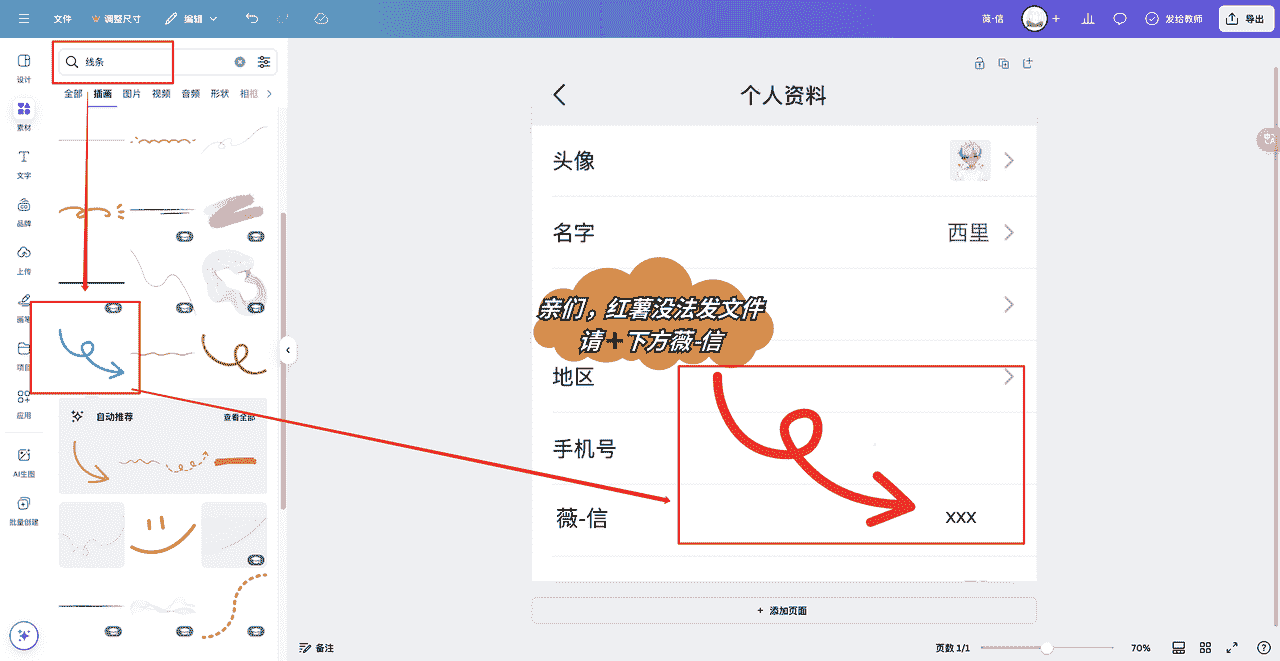 文件 调整尺寸 编辑 薇-信 发给教师 导出
线条
全部 插画 图片 视频 音频 形状 相框
设计
素材
文字
品牌
上传
画笔
项目
应用
AI生图
批量创建
自动推荐 查看全部
个人资料
头像
名字 西里
亲们，红薯没法发文件
请+下方薇-信
地区
手机号
薇-信 xxx
+ 添加页面
备注 页数 1/1 70%